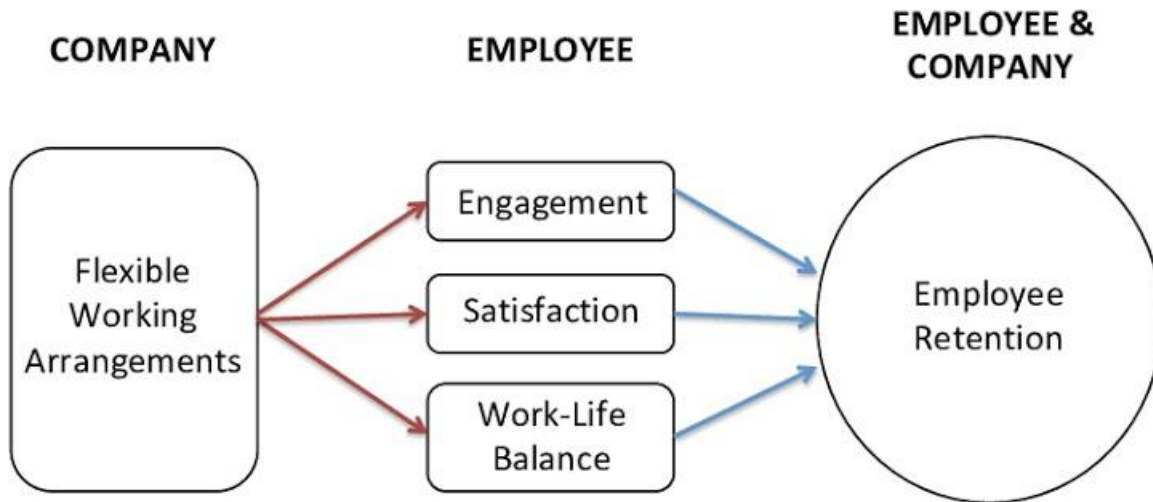 COMPANY
EMPLOYEE
EMPLOYEE &
COMPANY
Flexible
Working
Arrangements
Engagement
Satisfaction
Work-Life
Balance
Employee
Retention